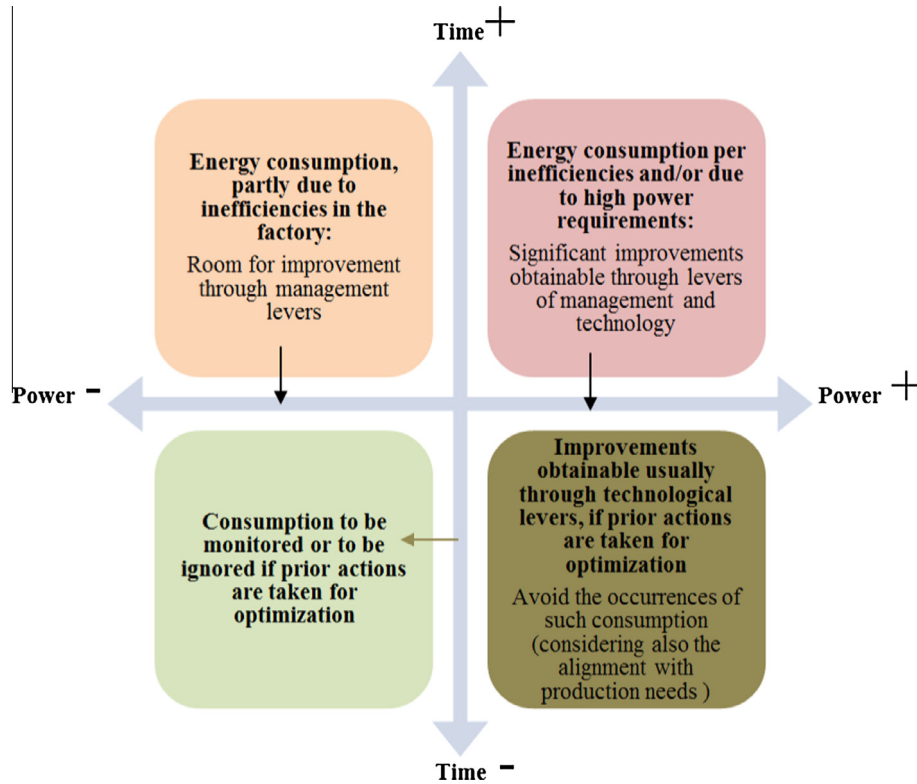 Time +
Energy consumption,
partly due to
inefficiencies in the
factory:
Room for improvement
through management
levers
Energy consumption per
inefficiencies and/or due
to high power
requirements:
Significant improvements
obtainable through levers
of management and
technology
Power -
Power +
Consumption to be
monitored or to be
ignored if prior actions
are taken for
optimization
Improvements
obtainable usually
through technological
levers, if prior actions
are taken for
optimization
Avoid the occurrences of
such consumption
(considering also the
alignment with
production needs )
Time -